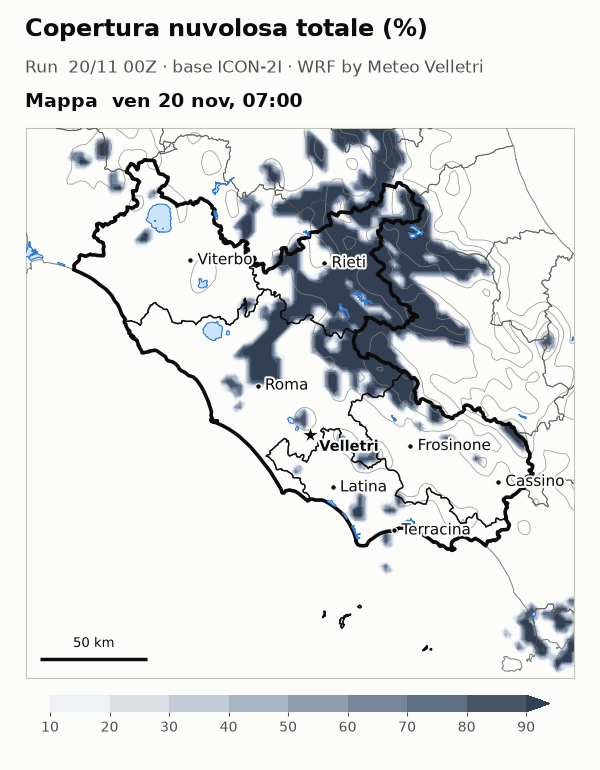 Copertura nuvolosa totale (%)
Run  20/11 00Z · base ICON-2I · WRF by Meteo Velletri
Mappa  ven 20 nov, 07:00
Viterbo
Rieti
Roma
Velletri
Frosinone
Cassino
Latina
Terracina
50 km
10 20 30 40 50 60 70 80 90